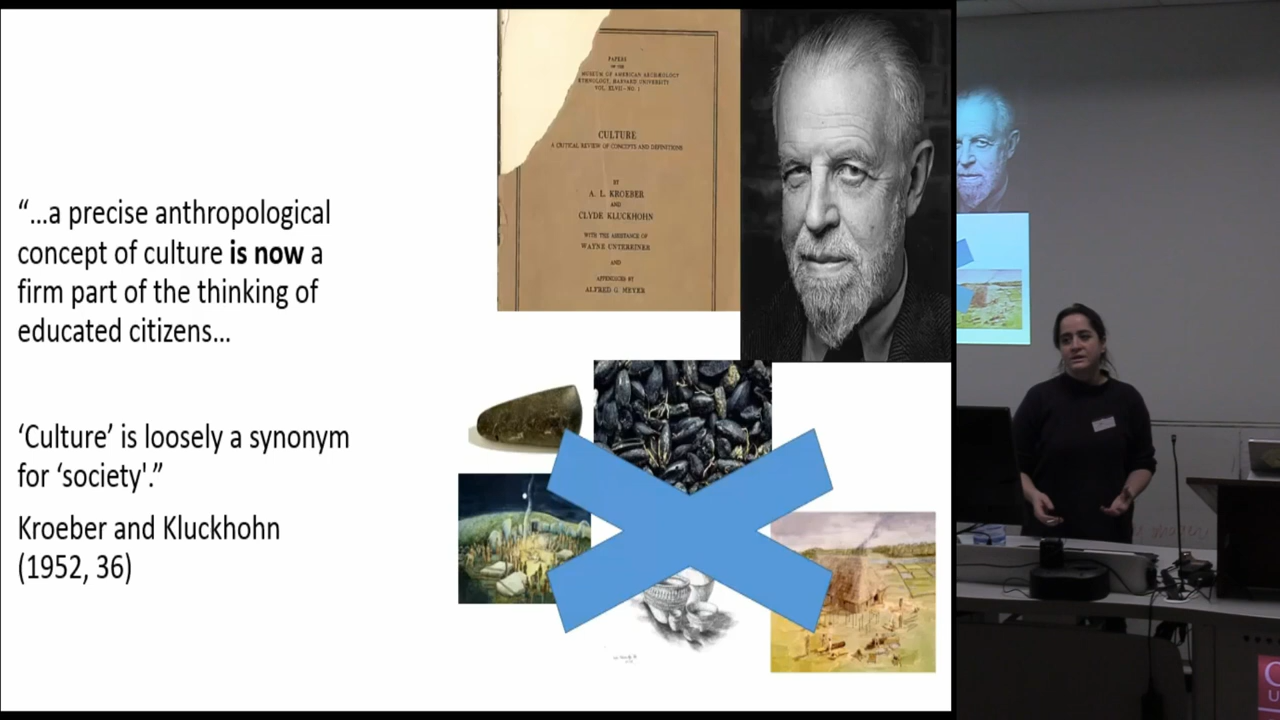 “...a precise anthropological
concept of culture is now a
firm part of the thinking of
educated citizens...
‘Culture’ is loosely a synonym
for ‘society'.”
Kroeber and Kluckhohn
(1952, 36)
PAPERS
OF THE
MUSEUM OF AMERICAN ARCHÆOLOGY
ETHNOLOGY, HARVARD UNIVERSITY
VOL. XLVII—NO. 1
CULTURE
A CRITICAL REVIEW OF CONCEPTS AND DEFINITIONS
BY
A. L. KROEBER
AND
CLYDE KLUCKHOHN
WITH THE ASSISTANCE OF
WAYNE UNTEREINER
AND
APPENDICES BY
ALFRED G. MEYER